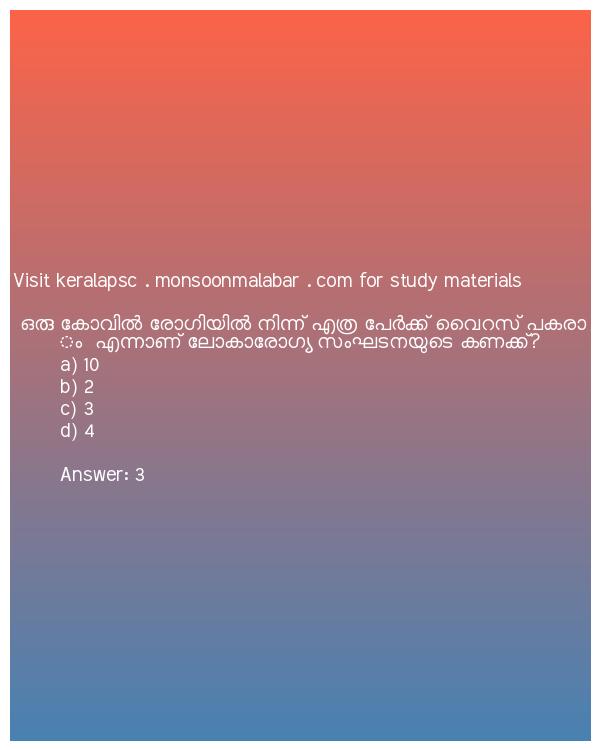 Visit keralapsc . monsoonmalabar . com for study materials
ഒരു കോവിൽ രോഗിയിൽ നിന്ന് എത്ര പേർക്ക് വൈറസ് പകരാ
ം എന്നാണ് ലോകാരോഗ്യ സംഘടനയുടെ കണക്ക്?
a) 10
b) 2
c) 3
d) 4
Answer: 3